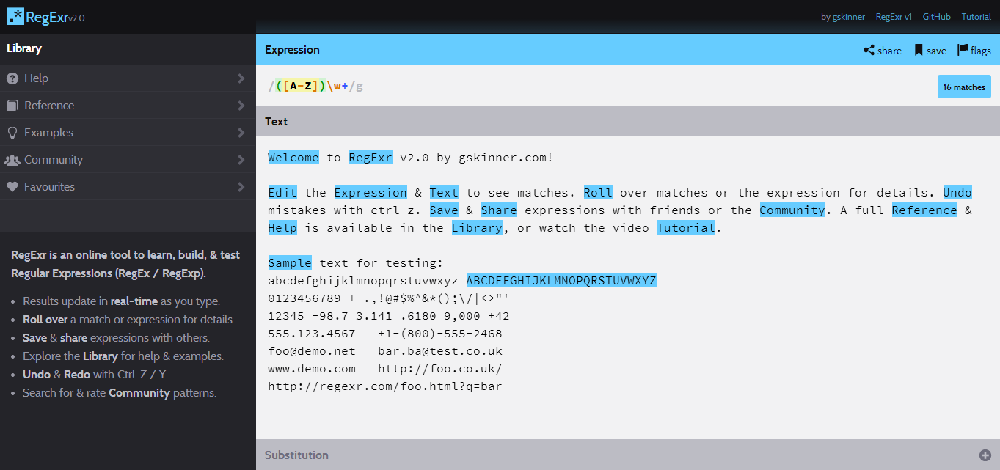 RegExr v2.0
by gskinner RegExr v1 GitHub Tutorial
Library
Help
Reference
Examples
Community
Favourites
RegExr is an online tool to learn, build, & test
Regular Expressions (RegEx / RegExp).
• Results update in real-time as you type.
• Roll over a match or expression for details.
• Save & share expressions with others.
• Explore the Library for help & examples.
• Undo & Redo with Ctrl-Z / Y.
• Search for & rate Community patterns.
Expression
share save flags
/([A-Z])\w+/g
16 matches
Text
Welcome to RegExr v2.0 by gskinner.com!
Edit the Expression & Text to see matches. Roll over matches or the expression for details. Undo
mistakes with ctrl-z. Save & Share expressions with friends or the Community. A full Reference &
Help is available in the Library, or watch the video Tutorial.
Sample text for testing:
abcdefghijklmnopqrstuvwxyz ABCDEFGHIJKLMNOPQRSTUVWXYZ
0123456789 +-.,!@#$%^&*();\/|<>"'
12345 -98.7 3.141 .6180 9,000 +42
555.123.4567 +1-(800)-555-2468
foo@demo.net bar.ba@test.co.uk
www.demo.com http://foo.co.uk/
http://regexr.com/foo.html?q=bar
Substitution